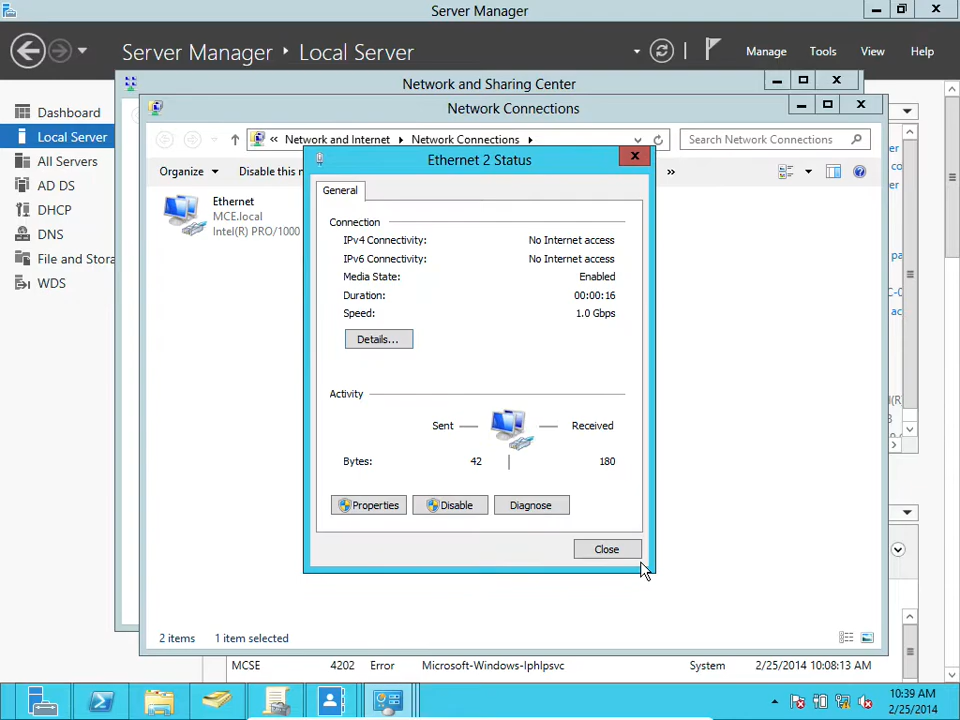 Server Manager
Server Manager ‣ Local Server
Manage
Tools
View
Help
Network and Sharing Center
Network Connections
Dashboard
Local Server
All Servers
AD DS
DHCP
DNS
File and Stora
WDS
« Network and Internet ‣ Network Connections ‣
Search Network Connections
Organize
Disable this n
»
Ethernet
MCE.local
Intel(R) PRO/1000
Ethernet 2 Status
General
Connection
IPv4 Connectivity: No Internet access
IPv6 Connectivity: No Internet access
Media State: Enabled
Duration: 00:00:16
Speed: 1.0 Gbps
Details...
Activity
Sent — — Received
Bytes: 42 180
Properties
Disable
Diagnose
Close
2 items 1 item selected
MCSE 4202 Error Microsoft-Windows-Iphlpsvc System 2/25/2014 10:08:13 AM
10:39 AM
2/25/2014